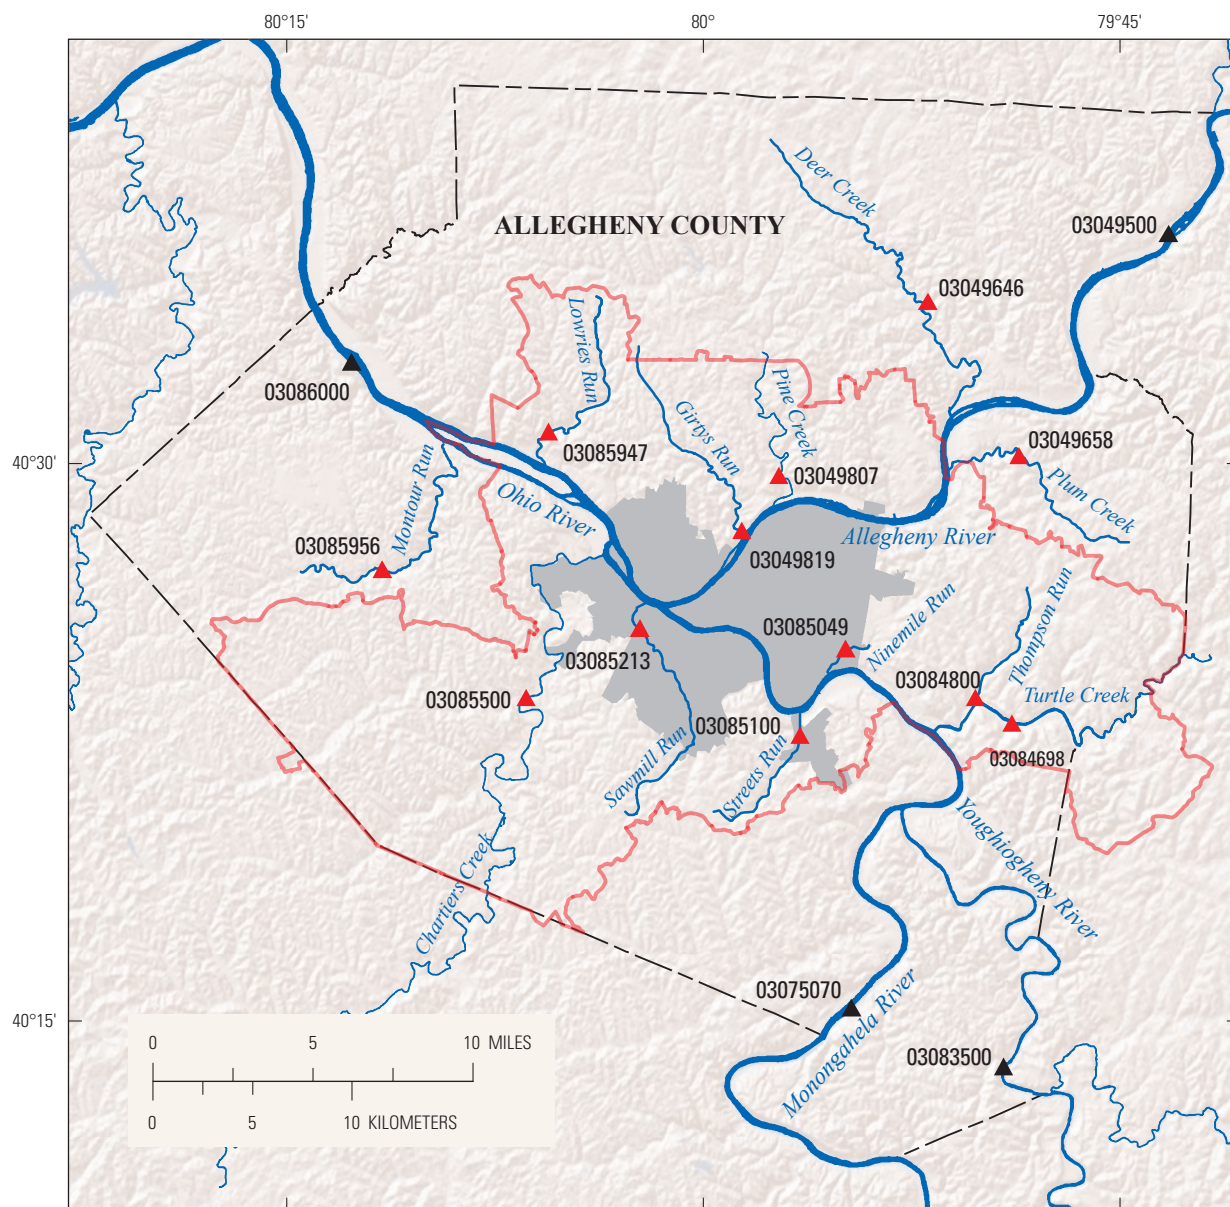 80°15'
80°
79°45'
Deer Creek
ALLEGHENY COUNTY
03049500
03049646
Lowries Run
03086000
Pine Creek
Girtys Run
03085947
03049658
40°30'
03049807
Montour Run
Ohio River
Plum Creek
Allegheny River
03085956
03049819
Thompson Run
Ninemile Run
03085049
03085213
03084800
03085500
Turtle Creek
03085100
Sawmill Run
Streets Run
03084698
Youghiogheny River
Chartiers Creek
03075070
Monongahela River
40°15'
03083500
0 5 10 MILES
0 5 10 KILOMETERS